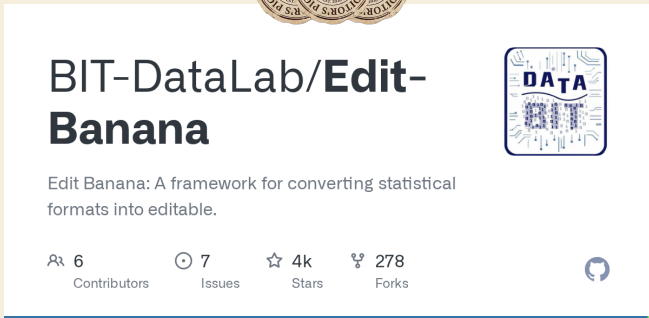 BIT-DataLab/Edit-
Banana
DATA
BIT
Edit Banana: A framework for converting statistical
formats into editable.
6
Contributors
7
Issues
4k
Stars
278
Forks